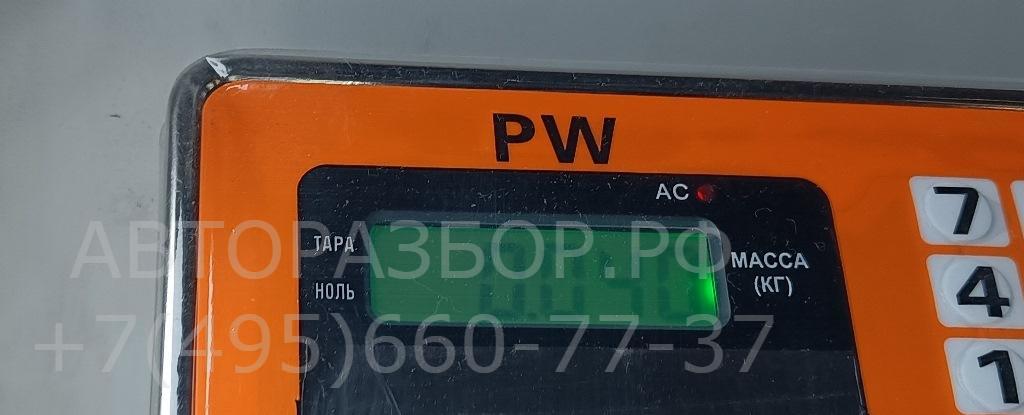 PW
AC
7
ТАРА
АВТОРАЗБОР.РФ
МАССА
(КГ)
4
НОЛЬ
+7(495)660-77-37
1